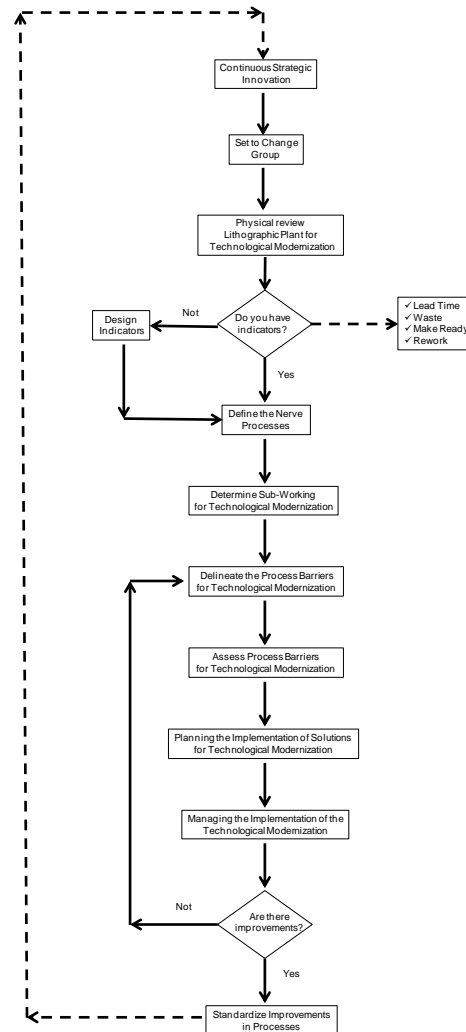 Continuous Strategic
Innovation
Set to Change
Group
Physical review
Lithographic Plant for
Technological Modernization
Not
Do you have
indicators?
Design
Indicators
✓ Lead Time
✓ Waste
✓ Make Ready
✓ Rework
Yes
Define the Nerve
Processes
Determine Sub-Working
for Technological Modernization
Delineate the Process Barriers
for Technological Modernization
Assess Process Barriers
for Technological Modernization
Planning the Implementation of Solutions
for Technological Modernization
Managing the Implementation of the
Technological Modernization
Not
Are there
improvements?
Yes
Standardize Improvements
in Processes